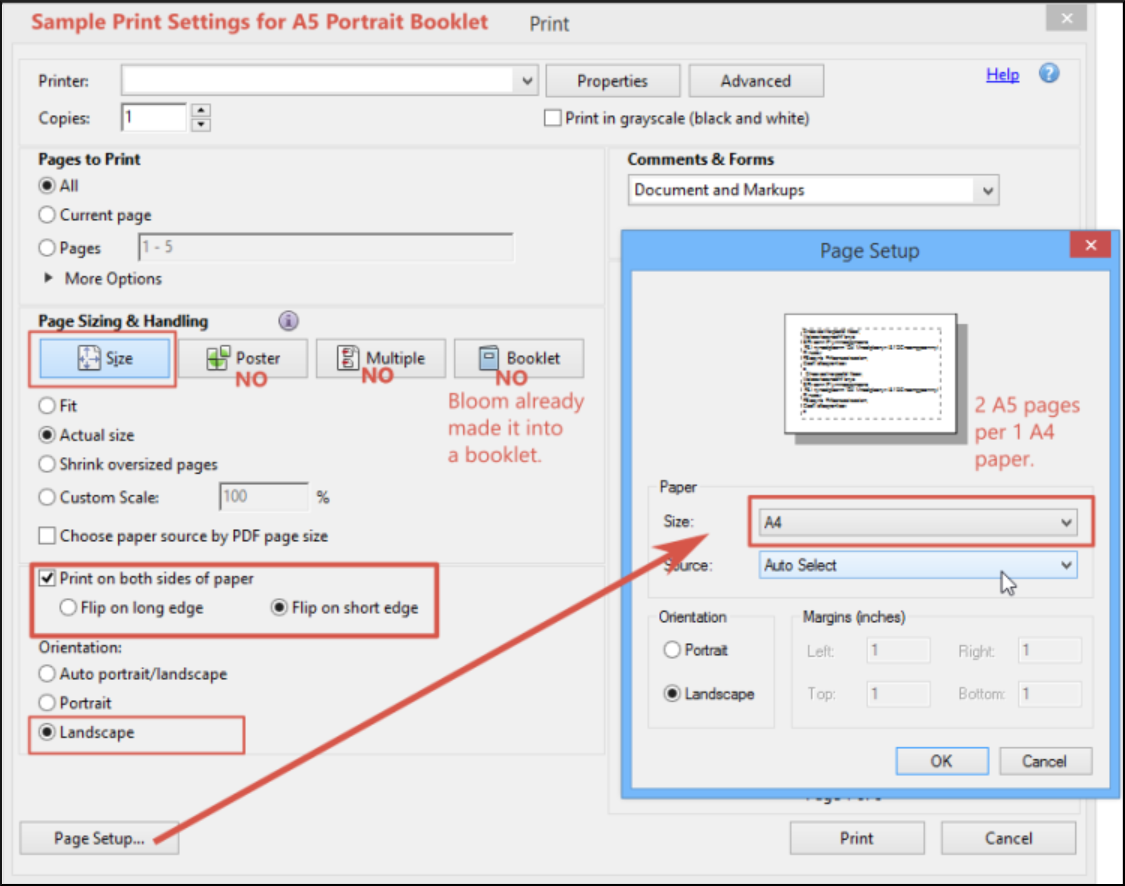 Sample Print Settings for A5 Portrait Booklet Print
Printer: Properties Advanced Help
Copies: 1 Print in grayscale (black and white)
Pages to Print
All
Current page
Pages 1 - 5
More Options
Comments & Forms
Document and Markups
Page Sizing & Handling
Size Poster Multiple Booklet
NO NO NO
Bloom already
made it into
a booklet.
Fit
Actual size
Shrink oversized pages
Custom Scale: 100 %
Choose paper source by PDF page size
Print on both sides of paper
Flip on long edge Flip on short edge
Orientation:
Auto portrait/landscape
Portrait
Landscape
Page Setup...
Page Setup
2 A5 pages
per 1 A4
paper.
Paper
Size: A4
Source: Auto Select
Orientation
Portrait
Landscape
Margins (inches)
Left: 1 Right: 1
Top: 1 Bottom: 1
OK Cancel
Print Cancel